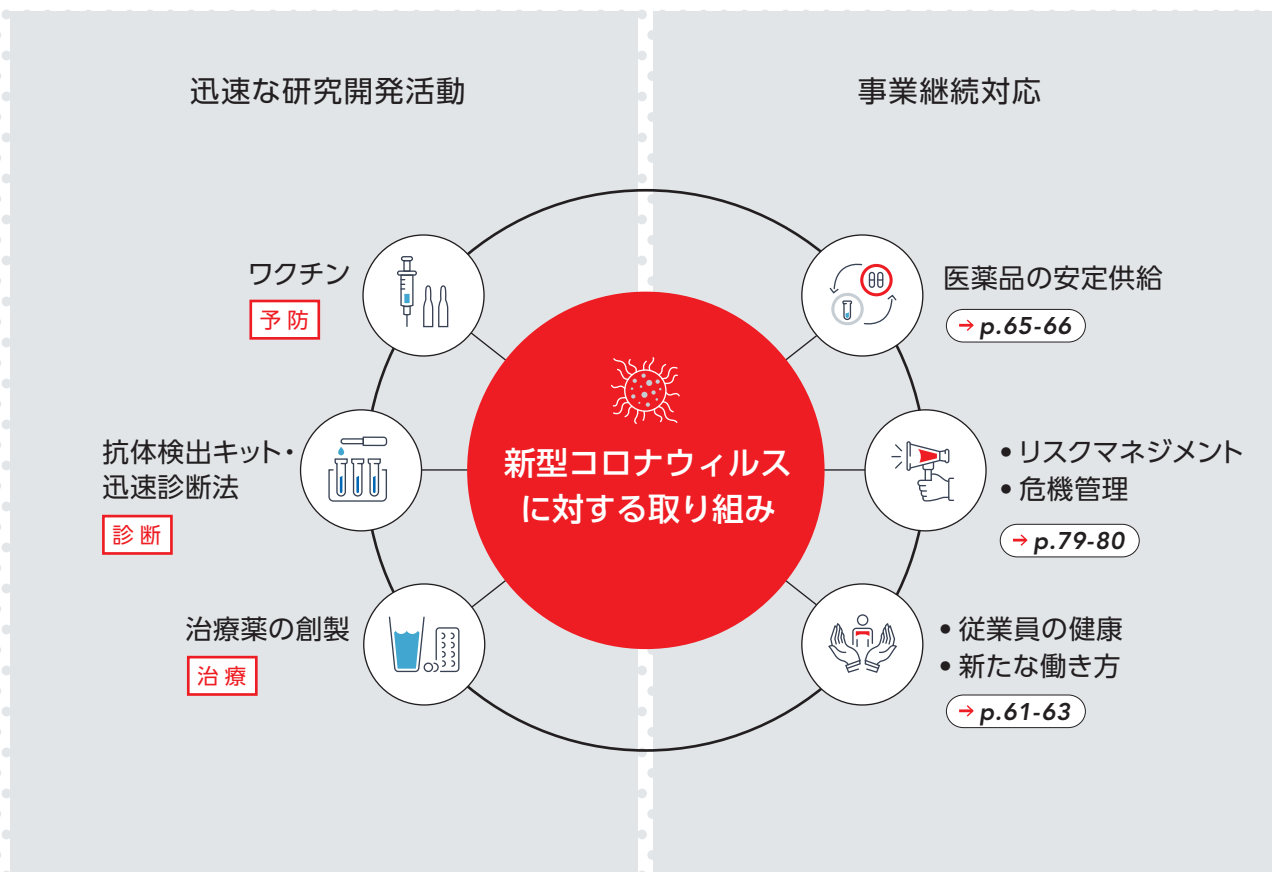 迅速な研究開発活動
ワクチン
予防
抗体検出キット・
迅速診断法
診断
治療薬の創製
治療
新型コロナウィルス
に対する取り組み
事業継続対応
医薬品の安定供給
→ p.65-66
• リスクマネジメント
• 危機管理
→ p.79-80
• 従業員の健康
• 新たな働き方
→ p.61-63